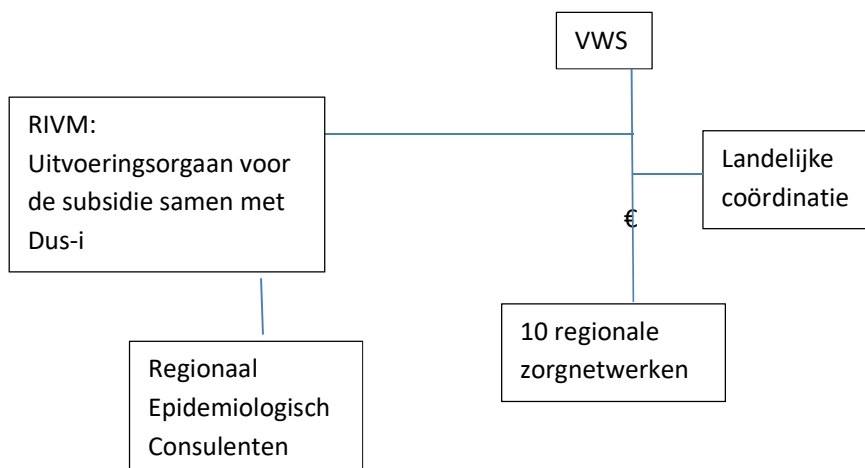 VWS
RIVM:
Uitvoeringsorgaan voor
de subsidie samen met
Dus-i
Landelijke
coördinatie
€
10 regionale
zorgnetwerken
Regionaal
Epidemiologisch
Consulenten